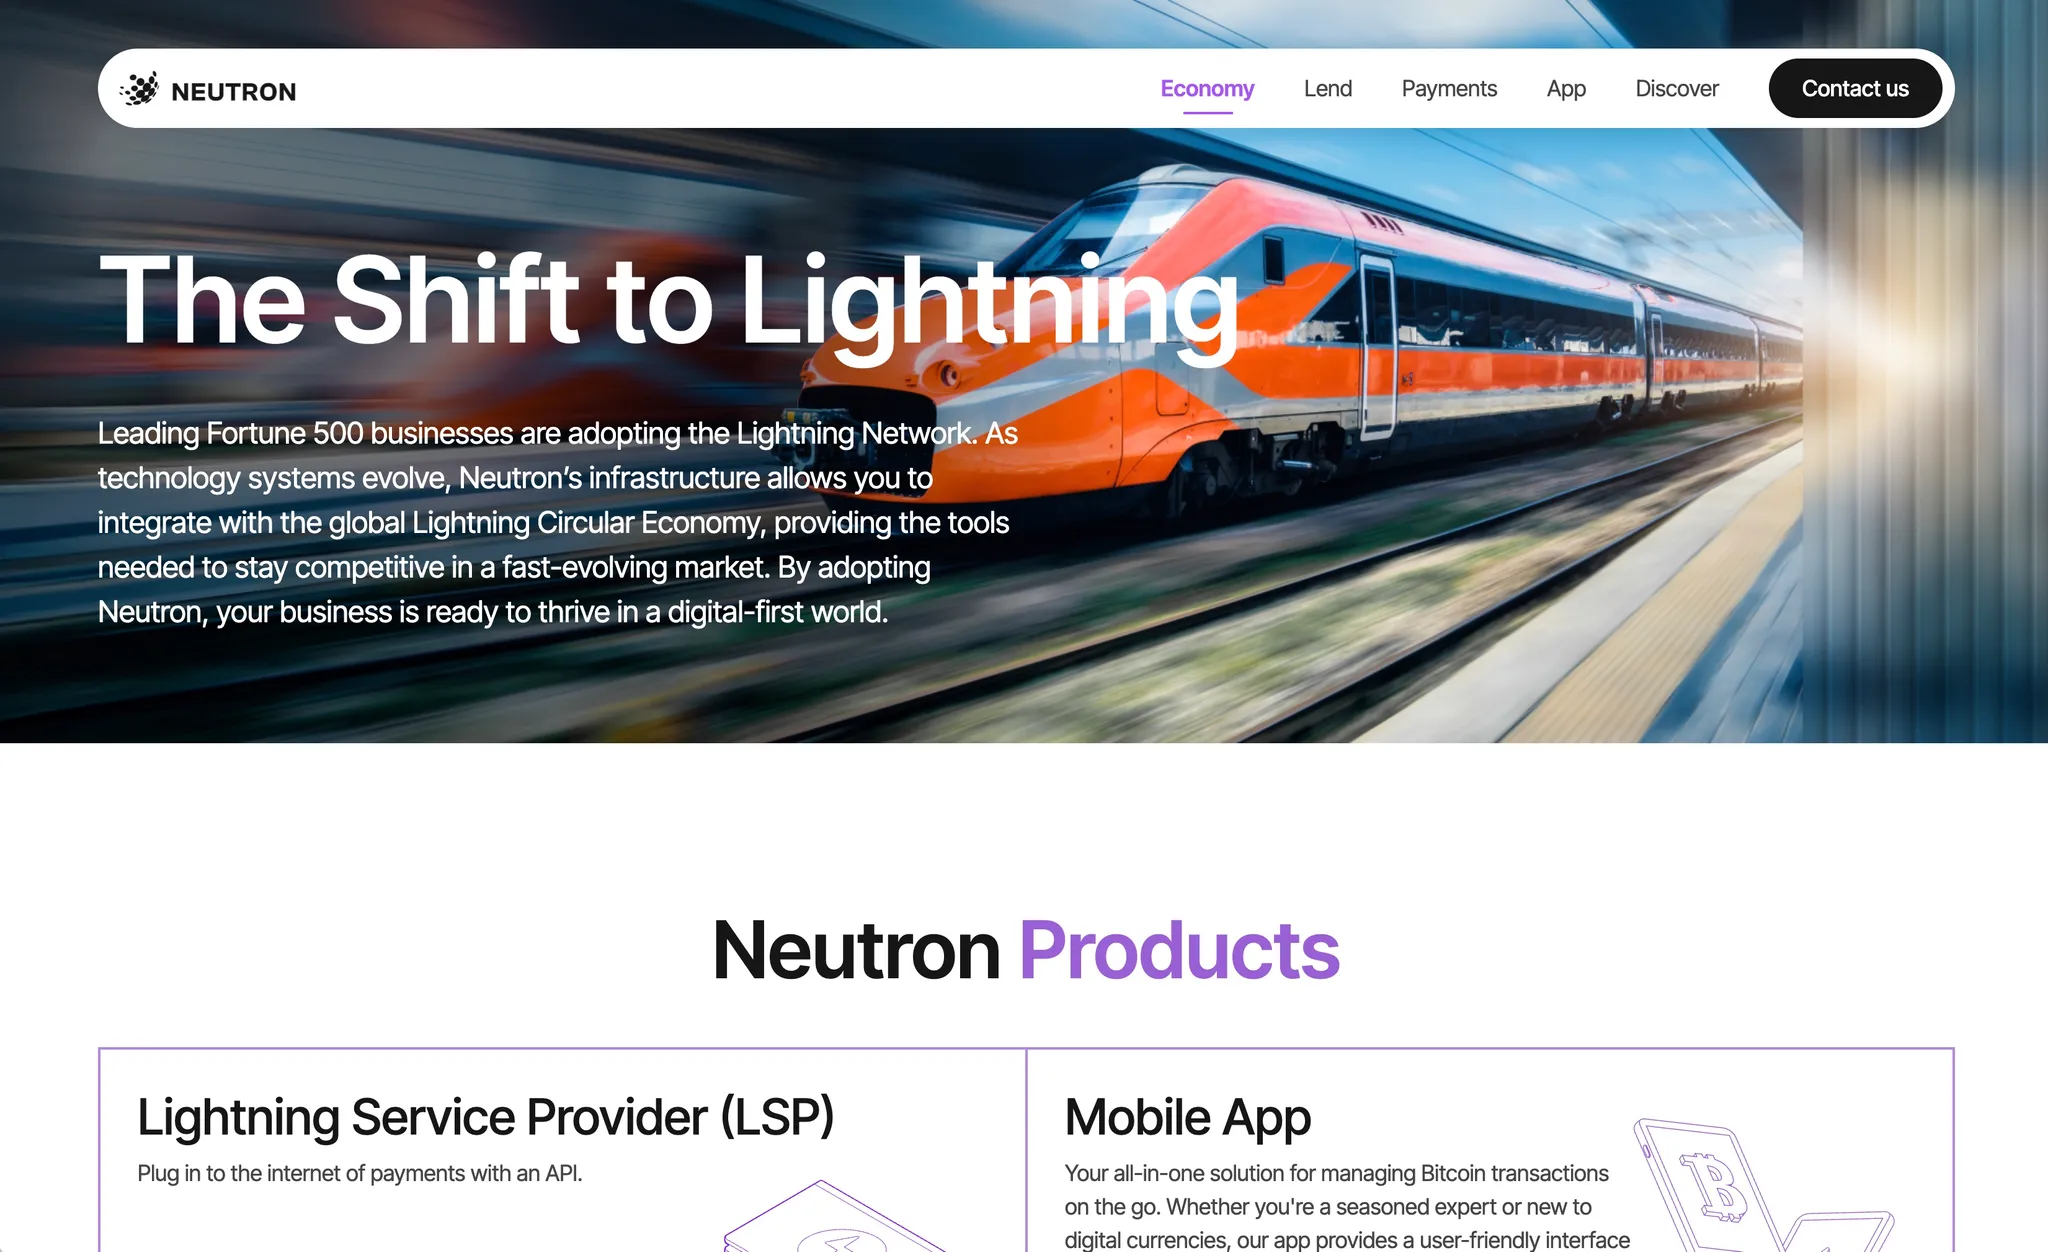 NEUTRON
Economy
Lend
Payments
App
Discover
Contact us
The Shift to Lightning
Leading Fortune 500 businesses are adopting the Lightning Network. As
technology systems evolve, Neutron’s infrastructure allows you to
integrate with the global Lightning Circular Economy, providing the tools
needed to stay competitive in a fast-evolving market. By adopting
Neutron, your business is ready to thrive in a digital-first world.
Neutron Products
Lightning Service Provider (LSP)
Plug in to the internet of payments with an API.
Mobile App
Your all-in-one solution for managing Bitcoin transactions
on the go. Whether you're a seasoned expert or new to
digital currencies, our app provides a user-friendly interface